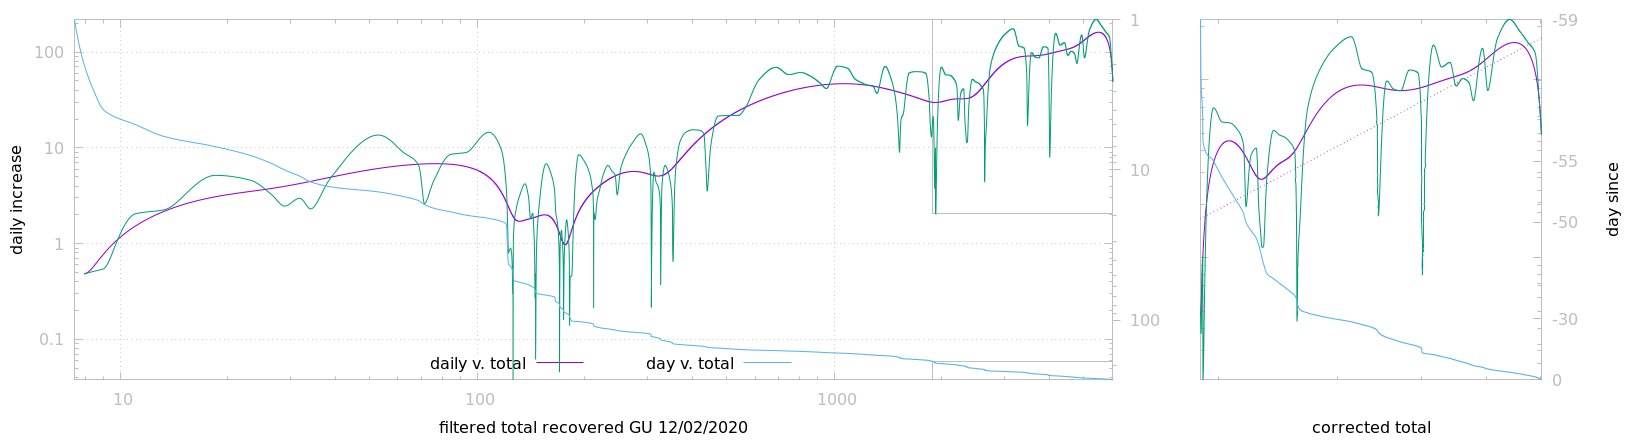 100
10
1
0.1
daily increase
10
100
1000
filtered total recovered GU 12/02/2020
daily v. total
day v. total
1
10
100
-59
-55
-50
-30
0
day since
corrected total